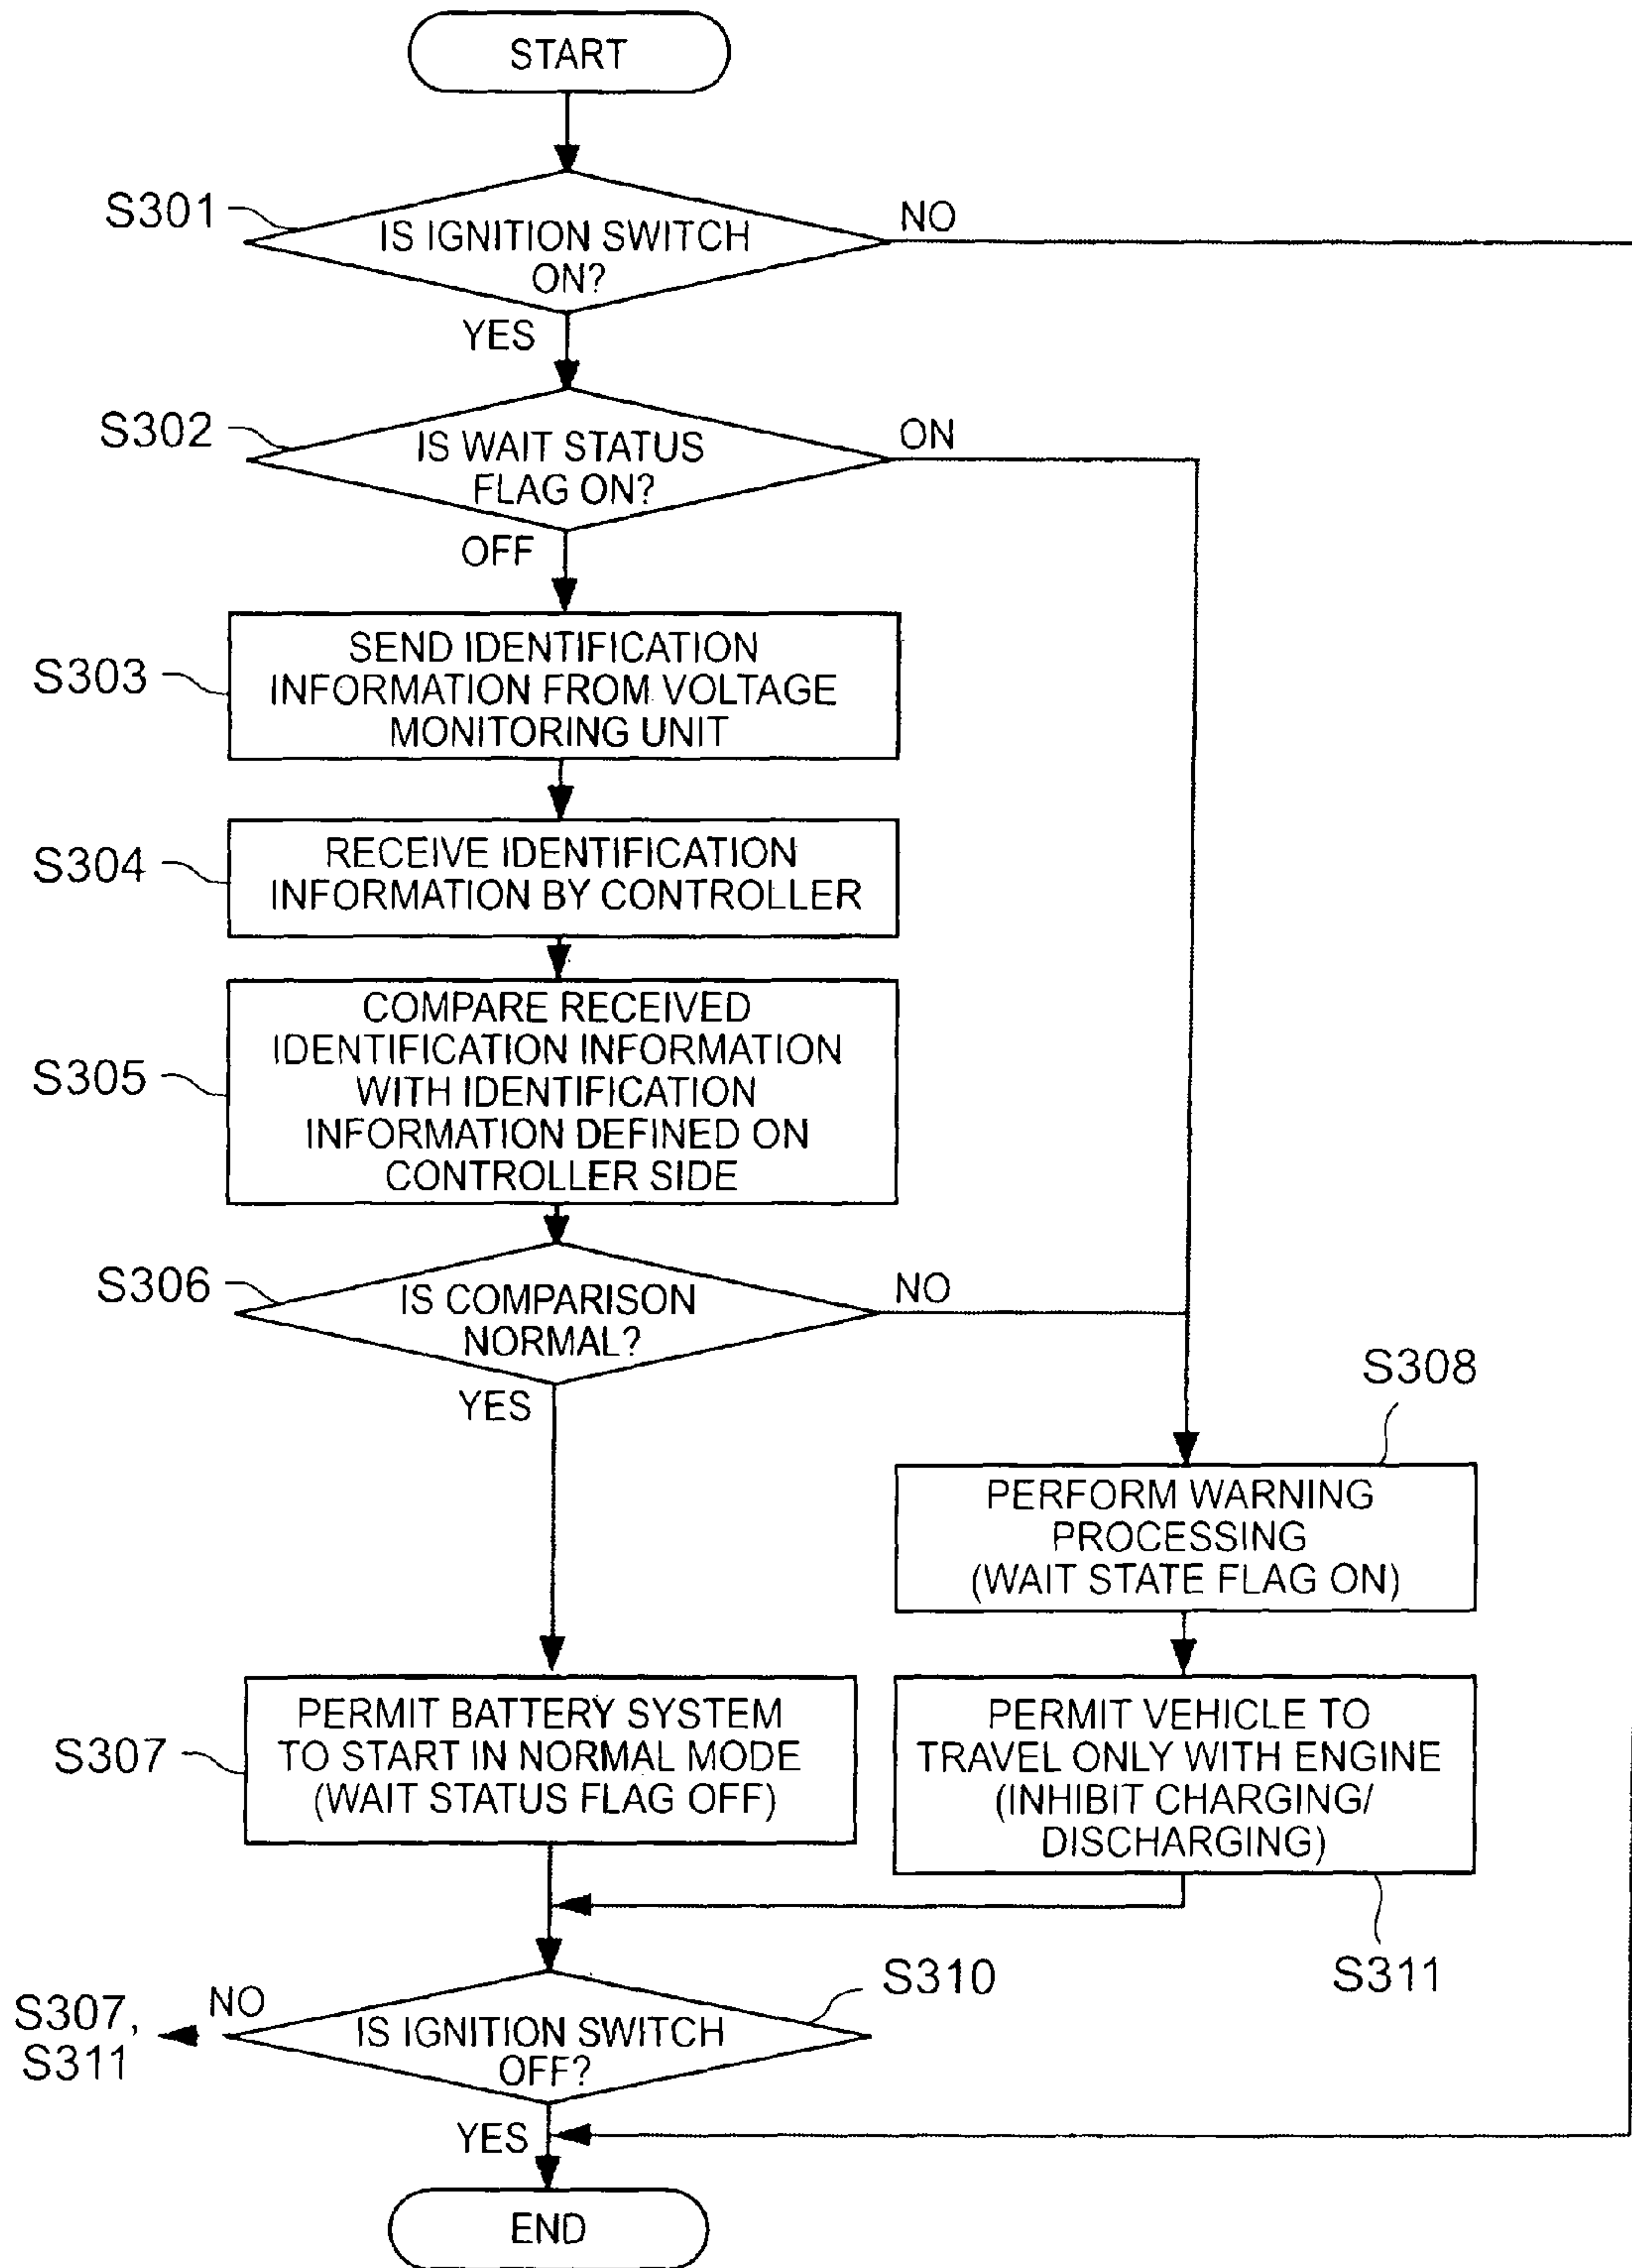 START
S301
IS IGNITION SWITCH
ON?
NO
YES
S302
IS WAIT STATUS
FLAG ON?
ON
OFF
S303
SEND IDENTIFICATION
INFORMATION FROM VOLTAGE
MONITORING UNIT
S304
RECEIVE IDENTIFICATION
INFORMATION BY CONTROLLER
S305
COMPARE RECEIVED
IDENTIFICATION INFORMATION
WITH IDENTIFICATION
INFORMATION DEFINED ON
CONTROLLER SIDE
S306
IS COMPARISON
NORMAL?
NO
YES
S308
PERFORM WARNING
PROCESSING
(WAIT STATE FLAG ON)
S307
PERMIT BATTERY SYSTEM
TO START IN NORMAL MODE
(WAIT STATUS FLAG OFF)
PERMIT VEHICLE TO
TRAVEL ONLY WITH ENGINE
(INHIBIT CHARGING/
DISCHARGING)
S311
S310
IS IGNITION SWITCH
OFF?
NO
S307,
S311
YES
END